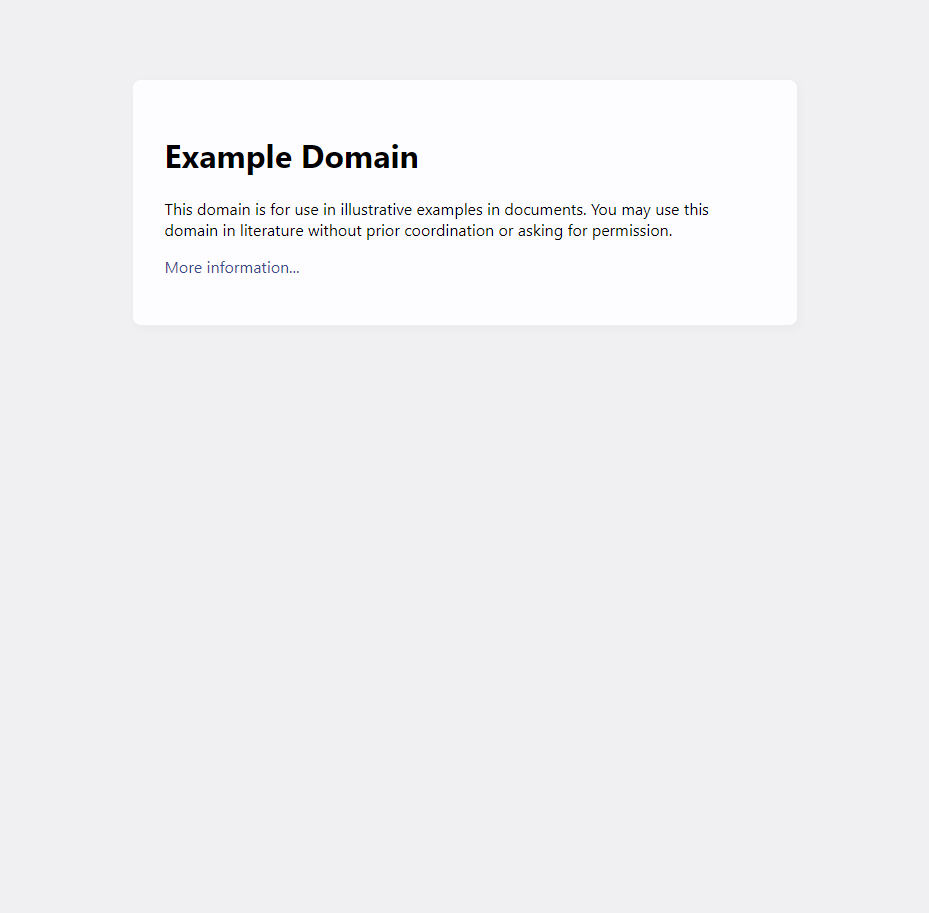 Example Domain
This domain is for use in illustrative examples in documents. You may use this
domain in literature without prior coordination or asking for permission.
More information...